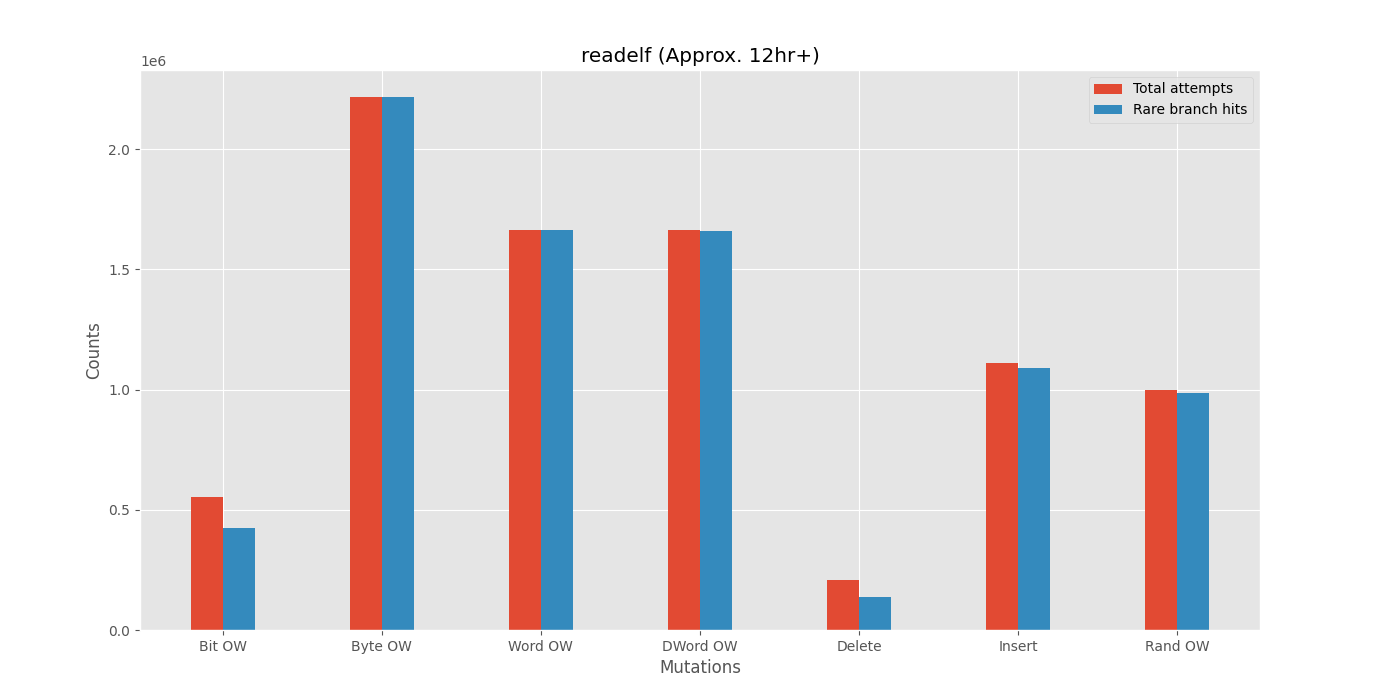 readelf (Approx. 12hr+)
1e6
Total attempts
Rare branch hits
2.0
1.5
1.0
0.5
0.0
Counts
Bit OW Byte OW Word OW DWord OW Delete Insert Rand OW
Mutations